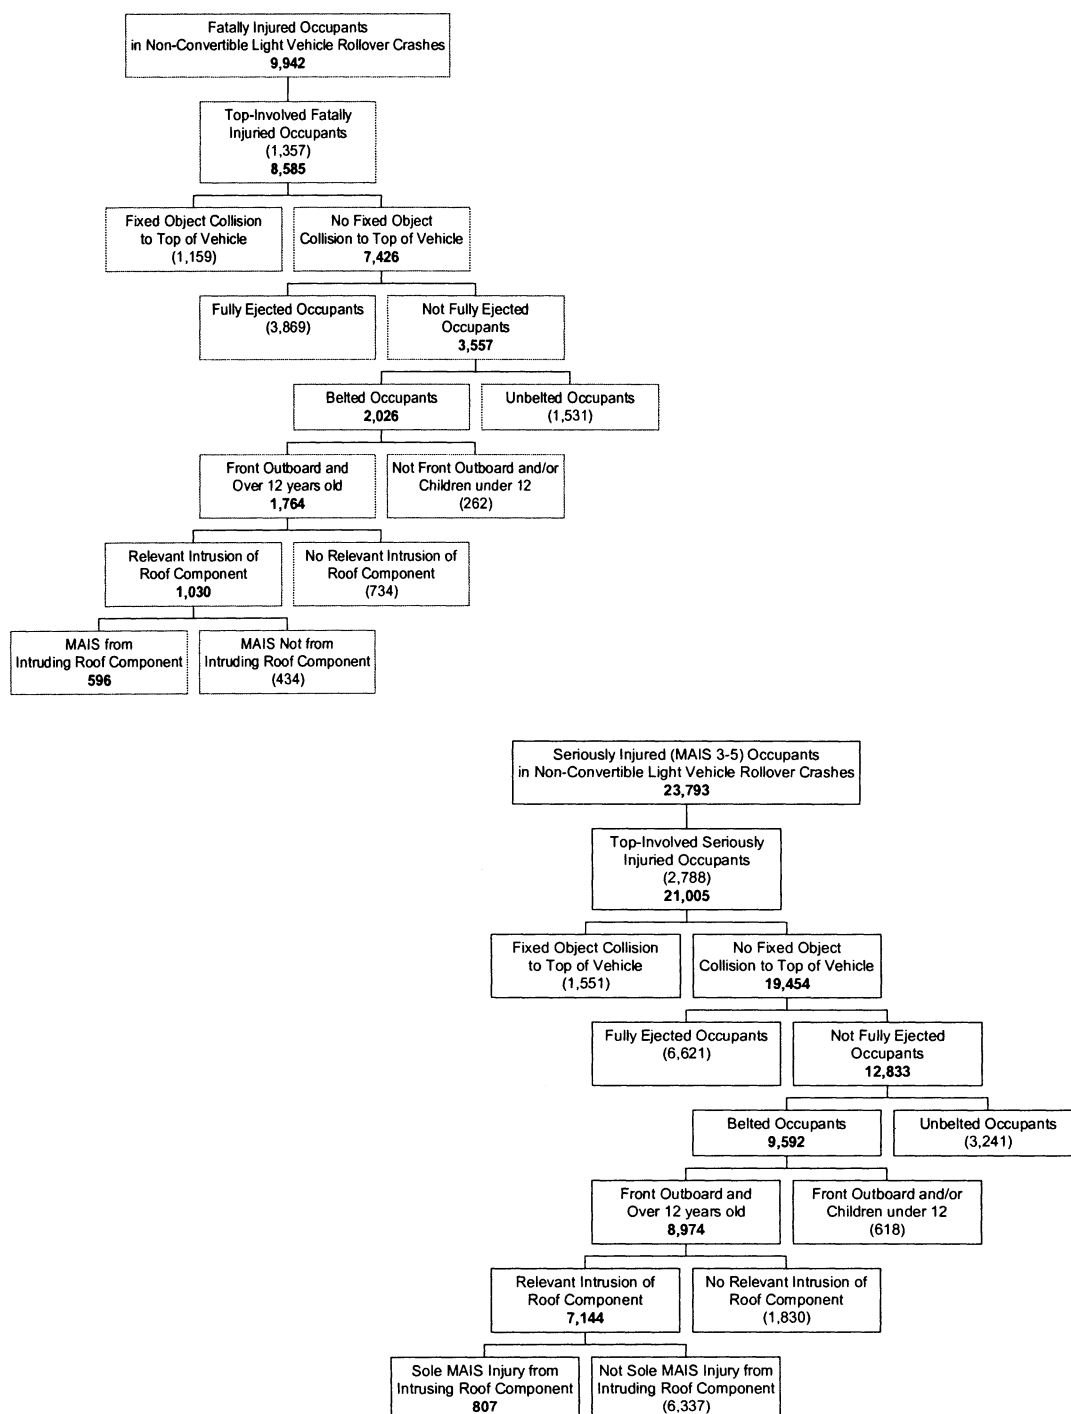 Fatally Injured Occupants
in Non-Convertible Light Vehicle Rollover Crashes
9,942
Top-Involved Fatally
Injuried Occupants
(1,357)
8,585
Fixed Object Collision
to Top of Vehicle
(1,159)
No Fixed Object
Collision to Top of Vehicle
7,426
Fully Ejected Occupants
(3,869)
Not Fully Ejected
Occupants
3,557
Belted Occupants
2,026
Unbelted Occupants
(1,531)
Front Outboard and
Over 12 years old
1,764
Not Front Outboard and/or
Children under 12
(262)
Relevant Intrusion of
Roof Component
1,030
No Relevant Intrusion of
Roof Component
(734)
MAIS from
Intruding Roof Component
596
MAIS Not from
Intruding Roof Component
(434)
Seriously Injured (MAIS 3-5) Occupants
in Non-Convertible Light Vehicle Rollover Crashes
23,793
Top-Involved Seriously
Injuried Occupants
(2,788)
21,005
Fixed Object Collision
to Top of Vehicle
(1,551)
No Fixed Object
Collision to Top of Vehicle
19,454
Fully Ejected Occupants
(6,621)
Not Fully Ejected
Occupants
12,833
Belted Occupants
9,592
Unbelted Occupants
(3,241)
Front Outboard and
Over 12 years old
8,974
Front Outboard and/or
Children under 12
(618)
Relevant Intrusion of
Roof Component
7,144
No Relevant Intrusion of
Roof Component
(1,830)
Sole MAIS Injury from
Intrusing Roof Component
807
Not Sole MAIS Injury from
Intruding Roof Component
(6,337)